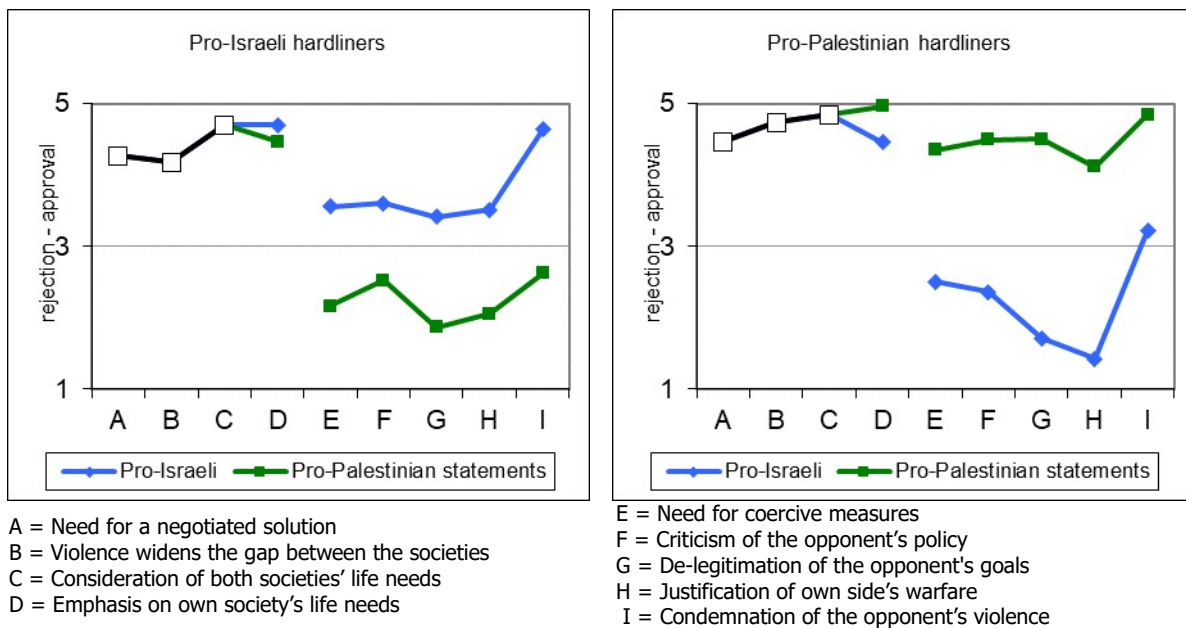 Pro-Israeli hardliners
rejection - approval
5
3
1
A B C D E F G H I
Pro-Israeli Pro-Palestinian statements
Pro-Palestinian hardliners
rejection - approval
5
3
1
A B C D E F G H I
Pro-Israeli Pro-Palestinian statements
A = Need for a negotiated solution
B = Violence widens the gap between the societies
C = Consideration of both societies’ life needs
D = Emphasis on own society’s life needs
E = Need for coercive measures
F = Criticism of the opponent’s policy
G = De-legitimation of the opponent's goals
H = Justification of own side’s warfare
I = Condemnation of the opponent’s violence